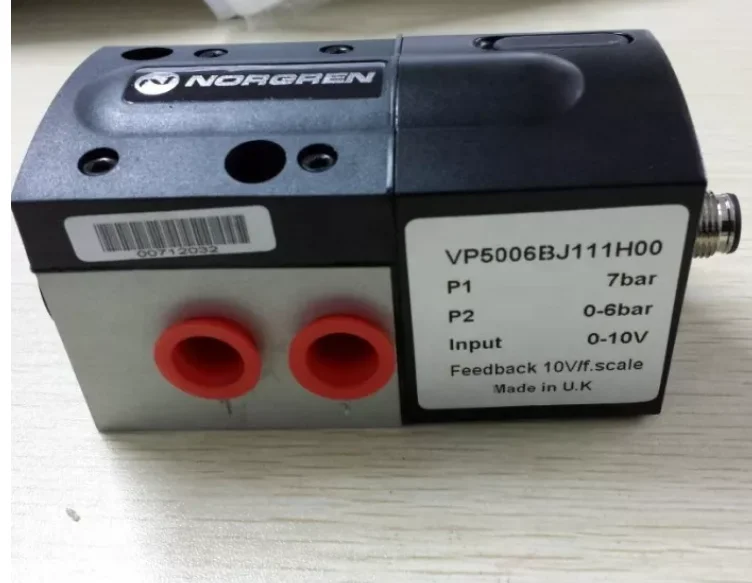 NORGREN
00712032
VP5006BJ111H00
P1 7bar
P2 0-6bar
Input 0-10V
Feedback 10V/f.scale
Made in U.K